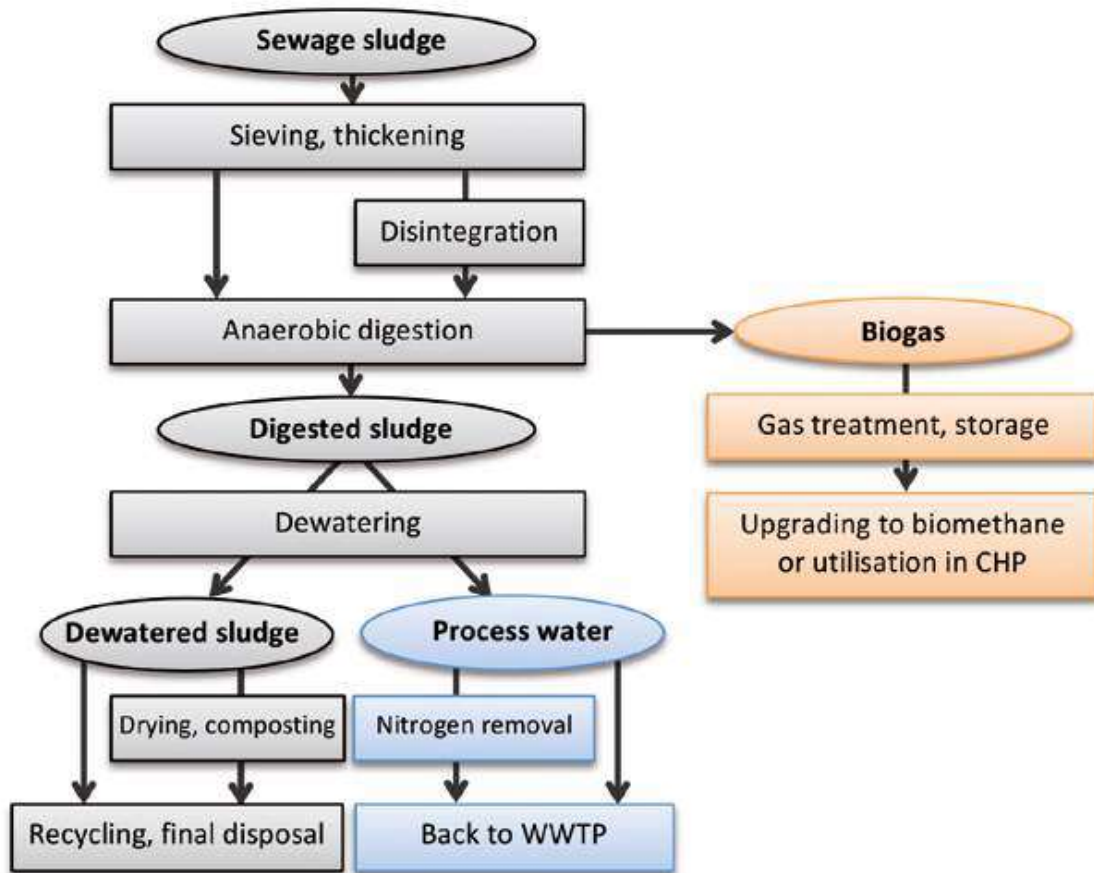 Sewage sludge
Sieving, thickening
Disintegration
Anaerobic digestion
Biogas
Digested sludge
Gas treatment, storage
Dewatering
Upgrading to biomethane
or utilisation in CHP
Dewatered sludge
Process water
Drying, composting
Nitrogen removal
Recycling, final disposal
Back to WWTP